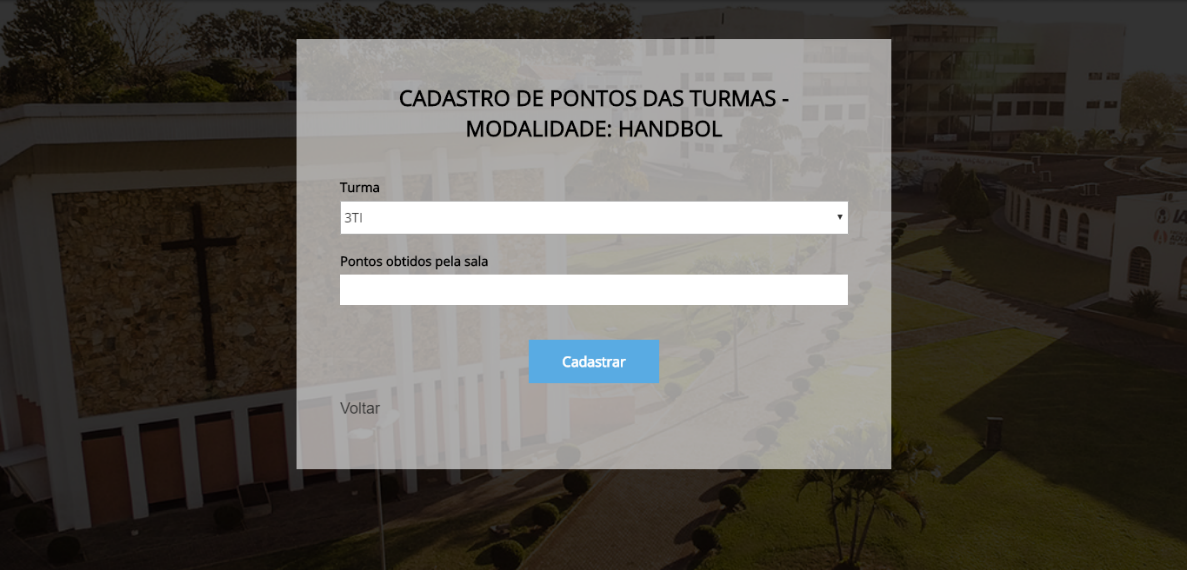 CADASTRO DE PONTOS DAS TURMAS -
MODALIDADE: HANDBOL
Turma
3TI
Pontos obtidos pela sala
Cadastrar
Voltar